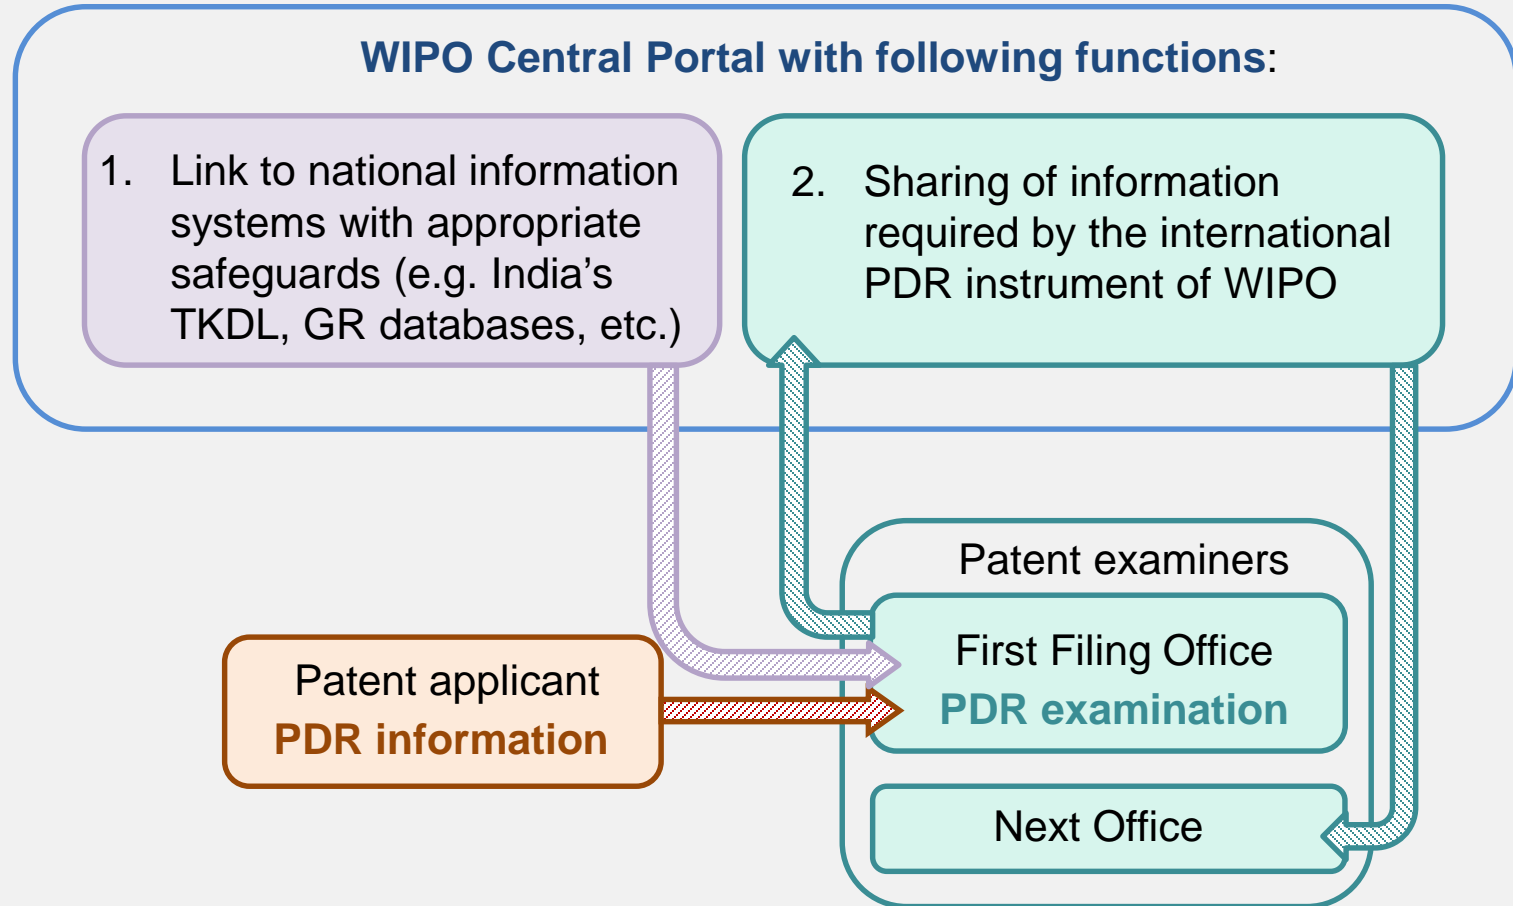 WIPO Central Portal with following functions:
1. Link to national information
systems with appropriate
safeguards (e.g. India’s
TKDL, GR databases, etc.)
2. Sharing of information
required by the international
PDR instrument of WIPO
Patent examiners
First Filing Office
PDR examination
Patent applicant
PDR information
Next Office